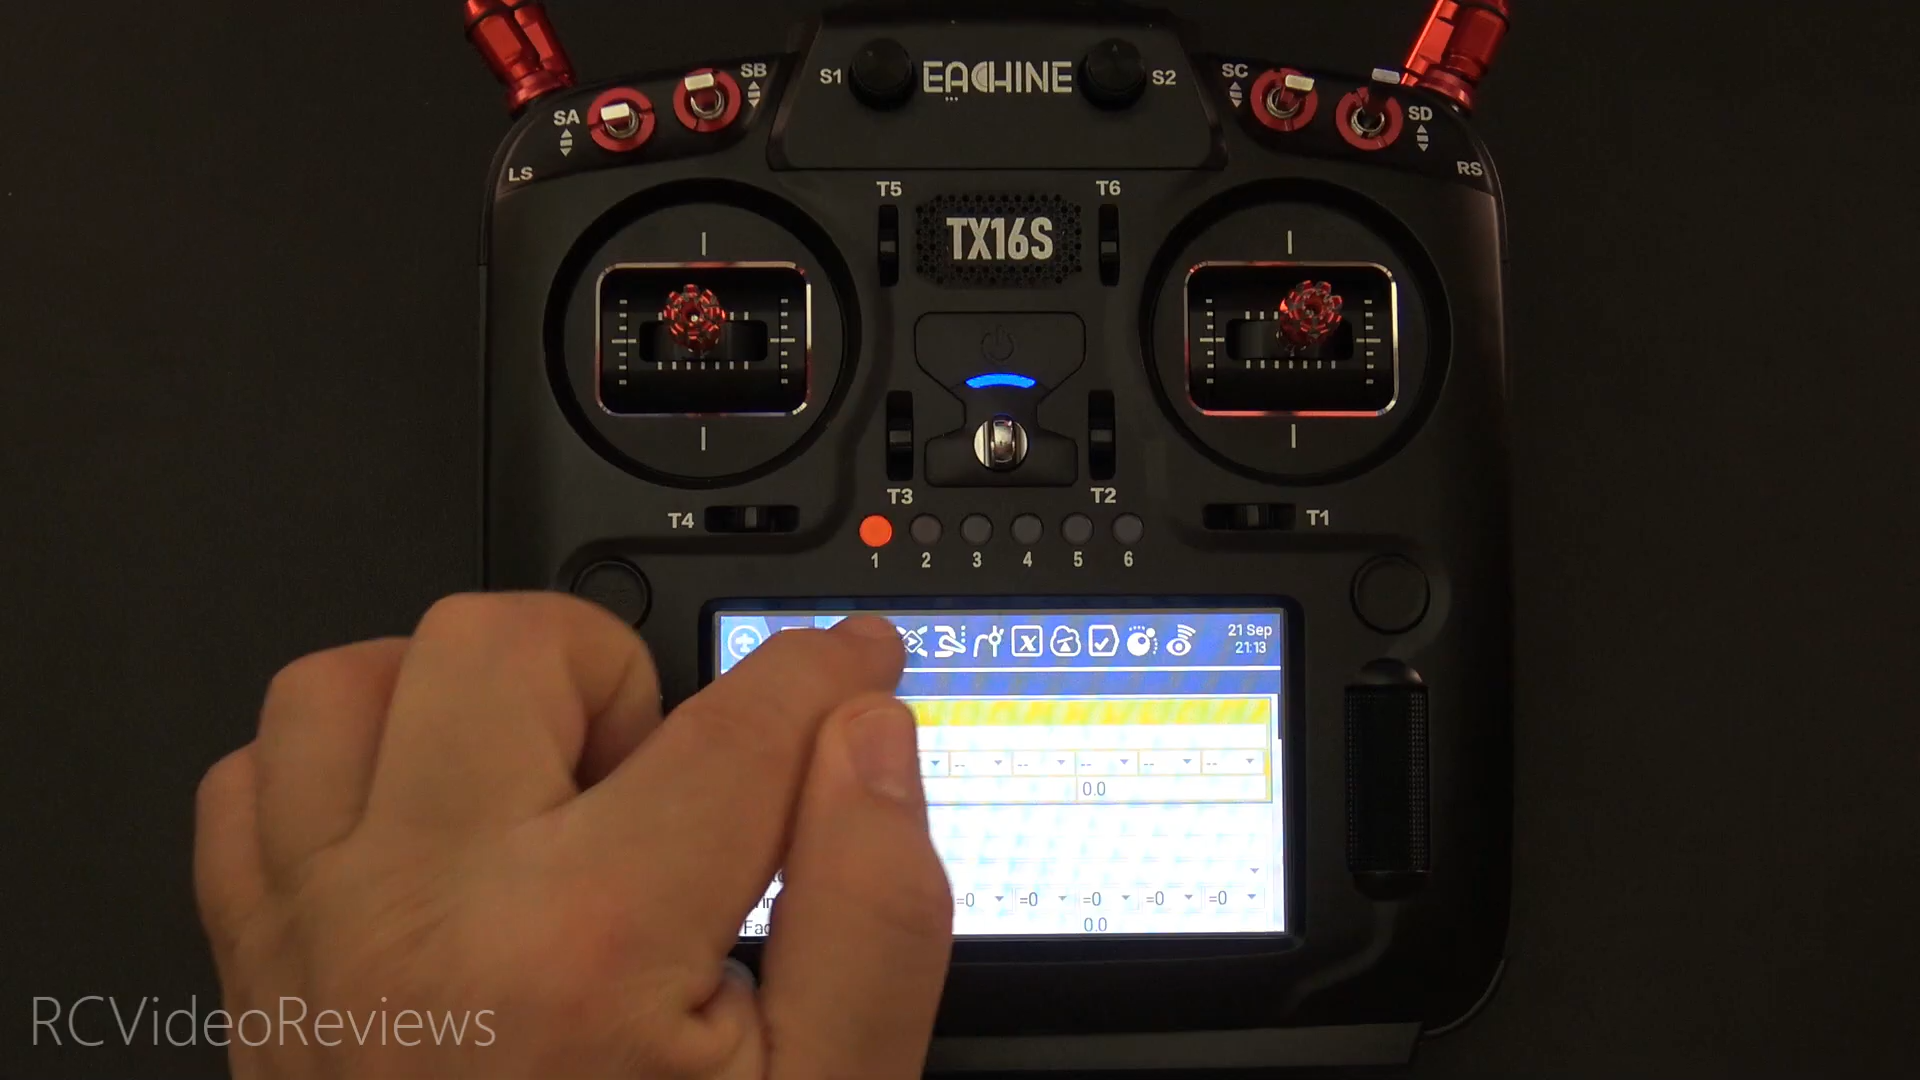 SB
S1
EACHINE
S2
SC
SA
SD
LS
RS
T5
T6
TX16S
T3
T2
T4
T1
1 2 3 4 5 6
21 Sep
21:13
x
-- -- -- -- --
0.0
=0 =0 =0 =0 =0
Fad
0.0
RCVideoReviews